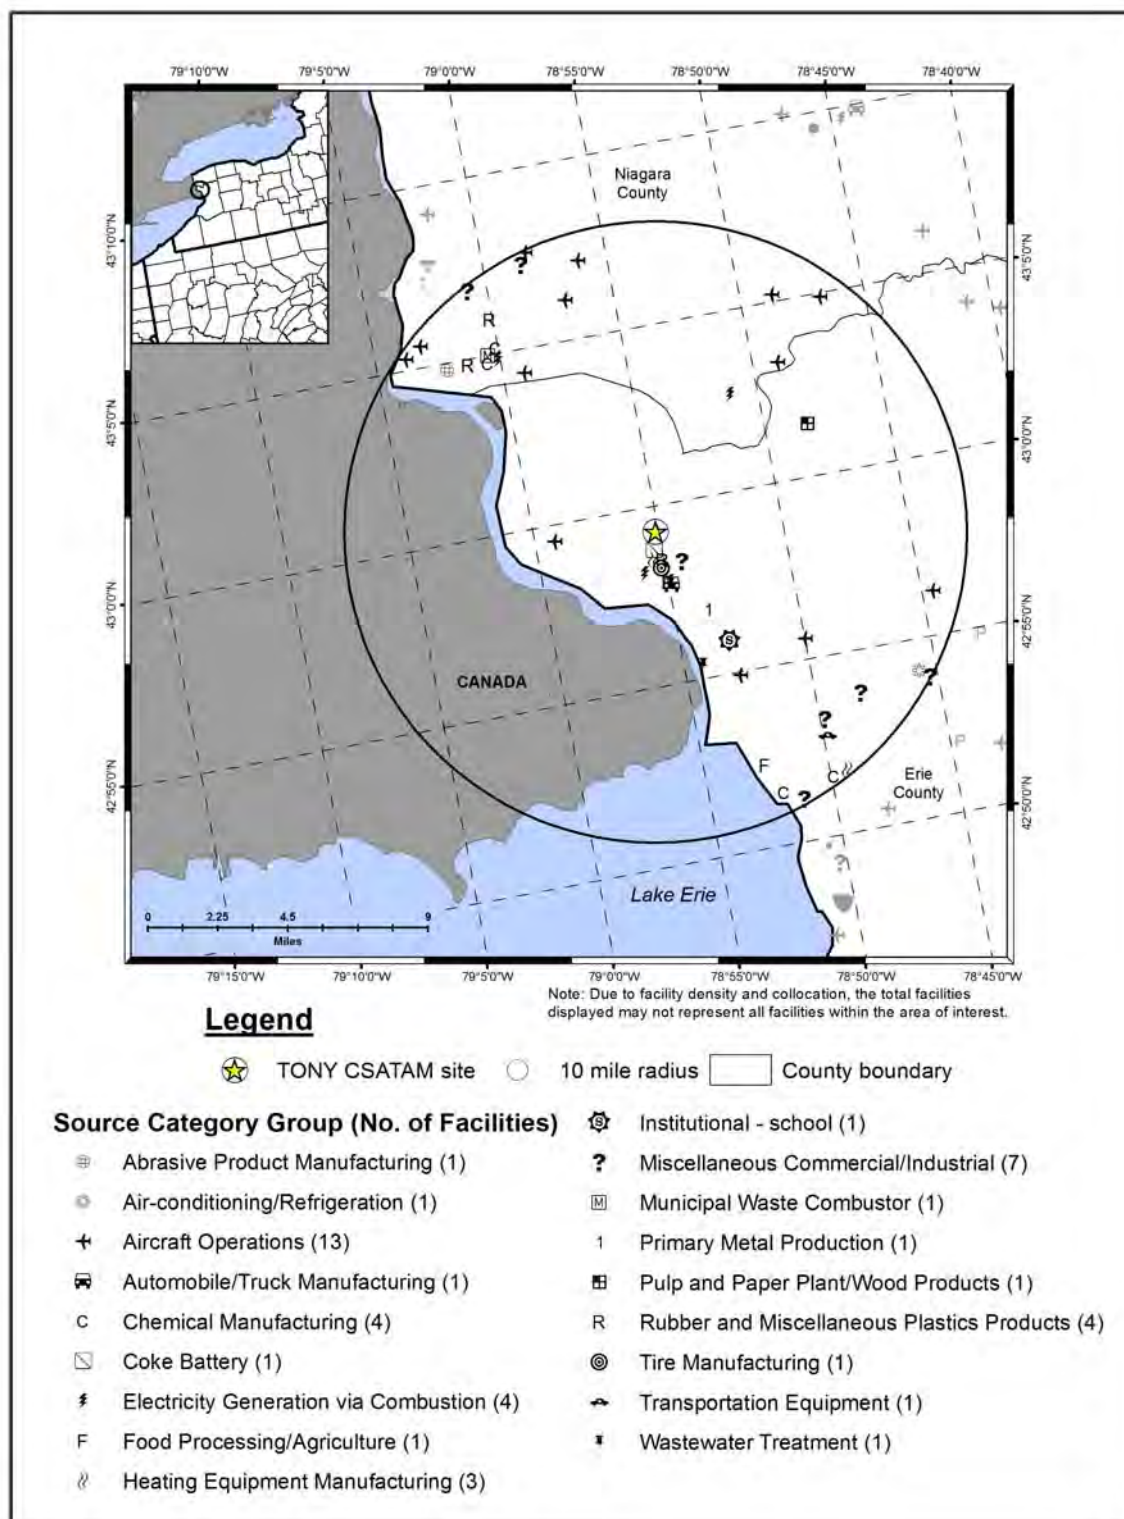 79°10'0"W 79°5'0"W 79°0'0"W 78°55'0"W 78°50'0"W 78°45'0"W 78°40'0"W
Niagara
County
43°10'0"N
43°5'0"N
43°5'0"N
43°0'0"N
43°0'0"N
42°55'0"N
42°55'0"N
42°50'0"N
R
C
M
R
C
R
1
S
CANADA
P
P
F
C
C
Erie
County
Lake Erie
0 2.25 4.5 9
Miles
79°15'0"W 79°10'0"W 79°5'0"W 79°0'0"W 78°55'0"W 78°50'0"W 78°45'0"W
Note: Due to facility density and collocation, the total facilities
displayed may not represent all facilities within the area of interest.
Legend
TONY CSATAM site 10 mile radius County boundary
Source Category Group (No. of Facilities)
Abrasive Product Manufacturing (1)
Air-conditioning/Refrigeration (1)
Aircraft Operations (13)
Automobile/Truck Manufacturing (1)
C Chemical Manufacturing (4)
Coke Battery (1)
Electricity Generation via Combustion (4)
F Food Processing/Agriculture (1)
Heating Equipment Manufacturing (3)
S Institutional - school (1)
? Miscellaneous Commercial/Industrial (7)
M Municipal Waste Combustor (1)
1 Primary Metal Production (1)
Pulp and Paper Plant/Wood Products (1)
R Rubber and Miscellaneous Plastics Products (4)
Tire Manufacturing (1)
Transportation Equipment (1)
Wastewater Treatment (1)